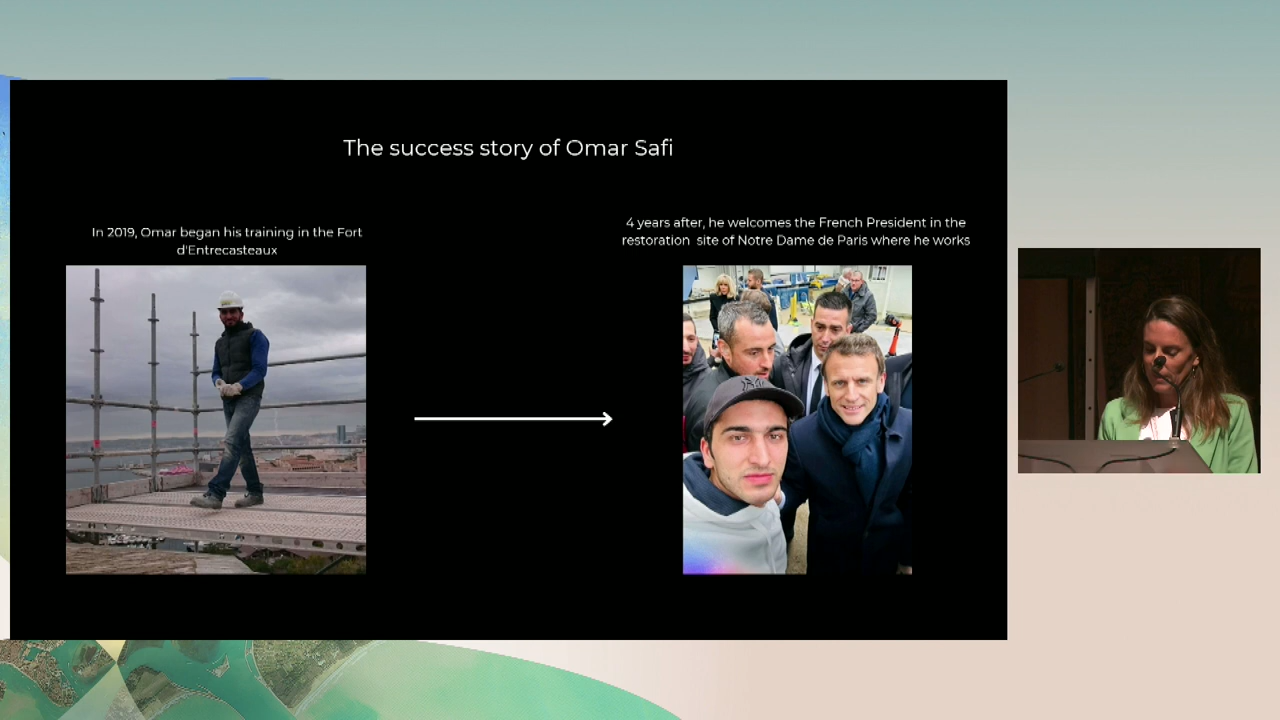 The success story of Omar Safi
In 2019, Omar began his training in the Fort
d'Entrecasteaux
4 years after, he welcomes the French President in the
restoration site of Notre Dame de Paris where he works